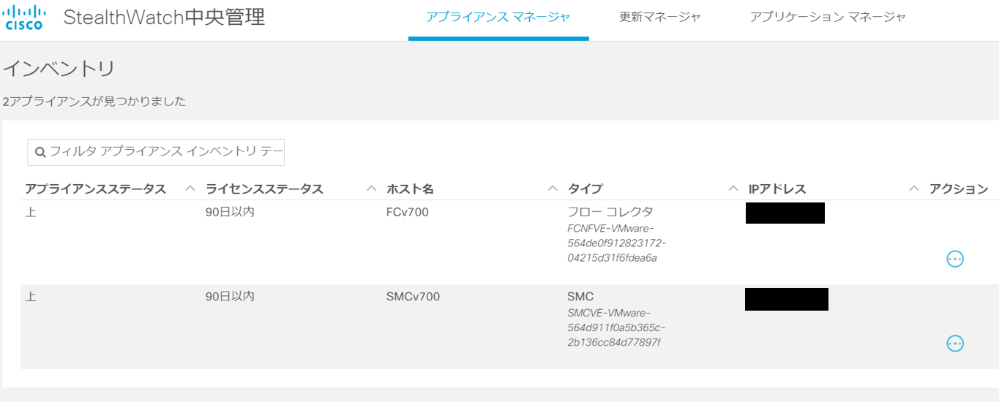 CISCO
StealthWatch中央管理
アプライアンス マネージャ
更新マネージャ
アプリケーション マネージャ
インベントリ
2アプライアンスが見つかりました
フィルタ アプライアンス インベントリ テー
アプライアンスステータス ライセンスステータス ホスト名 タイプ IPアドレス アクション
上 90日以内 FCv700 フロー コレクタ
FCNFVE-VMware-
564de0f912823172-
04215d31f6fdea6a
上 90日以内 SMCv700 SMC
SMCVE-VMware-
564d911f0a5b365c-
2b136cc84d77897f